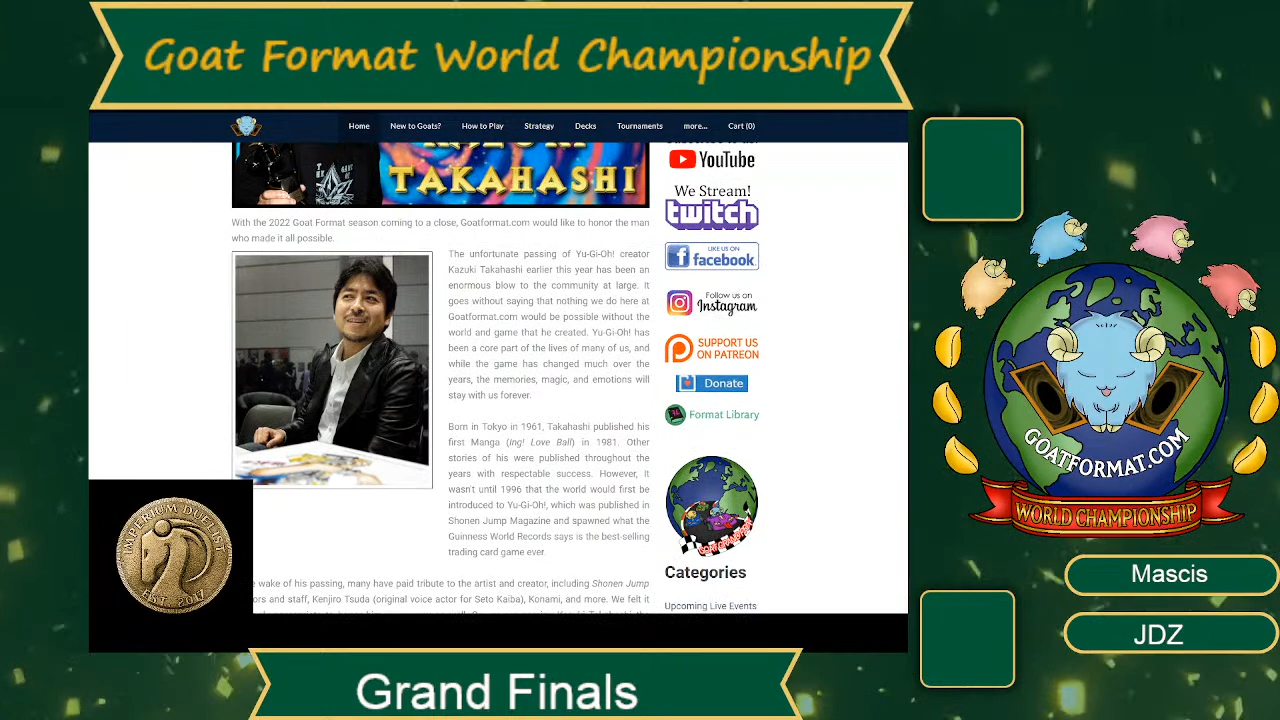 Goat Format World Championship
Home New to Goats? How to Play Strategy Decks Tournaments more... Cart (0)
TAKAHASHI
With the 2022 Goat Format season coming to a close, Goatformat.com would like to honor the man
who made it all possible.
The unfortunate passing of Yu-Gi-Oh! creator
Kazuki Takahashi earlier this year has been an
enormous blow to the community at large. It
goes without saying that nothing we do here at
Goatformat.com would be possible without the
world and game that he created. Yu-Gi-Oh! has
been a core part of the lives of many of us, and
while the game has changed much over the
years, the memories, magic, and emotions will
stay with us forever.
Born in Tokyo in 1961, Takahashi published his
first Manga (Ing! Love Ball) in 1981. Other
stories of his were published throughout the
years with respectable success. However, It
wasn't until 1996 that the world would first be
introduced to Yu-Gi-Oh!, which was published in
Shonen Jump Magazine and spawned what the
Guinness World Records says is the best-selling
trading card game ever.
wake of his passing, many have paid tribute to the artist and creator, including Shonen Jump
and staff, Kenjiro Tsuda (original voice actor for Seto Kaiba), Konami, and more. We felt it
YouTube
We Stream!
twitch
LIKE US ON
facebook
Follow us on
Instagram
SUPPORT US
ON PATREON
Donate
Format Library
Categories
Upcoming Live Events
IMPERIUM DUELIST
EST. 2017
GOATFORMAT.COM
WORLD CHAMPIONSHIP
Mascis
JDZ
Grand Finals